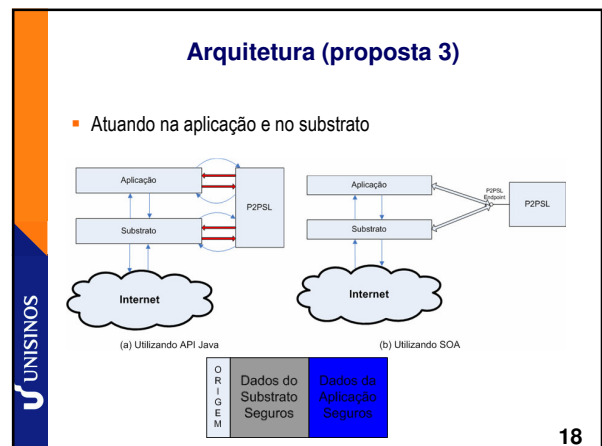 Arquitetura (proposta 3)
Atuando na aplicação e no substrato
Aplicação
Substrato
P2PSL
Internet
(a) Utilizando API Java
Aplicação
Substrato
P2PSL
Endpoint
P2PSL
Internet
(b) Utilizando SOA
ORIGEM
Dados do
Substrato
Seguros
Dados da
Aplicação
Seguros
UNISINOS
18